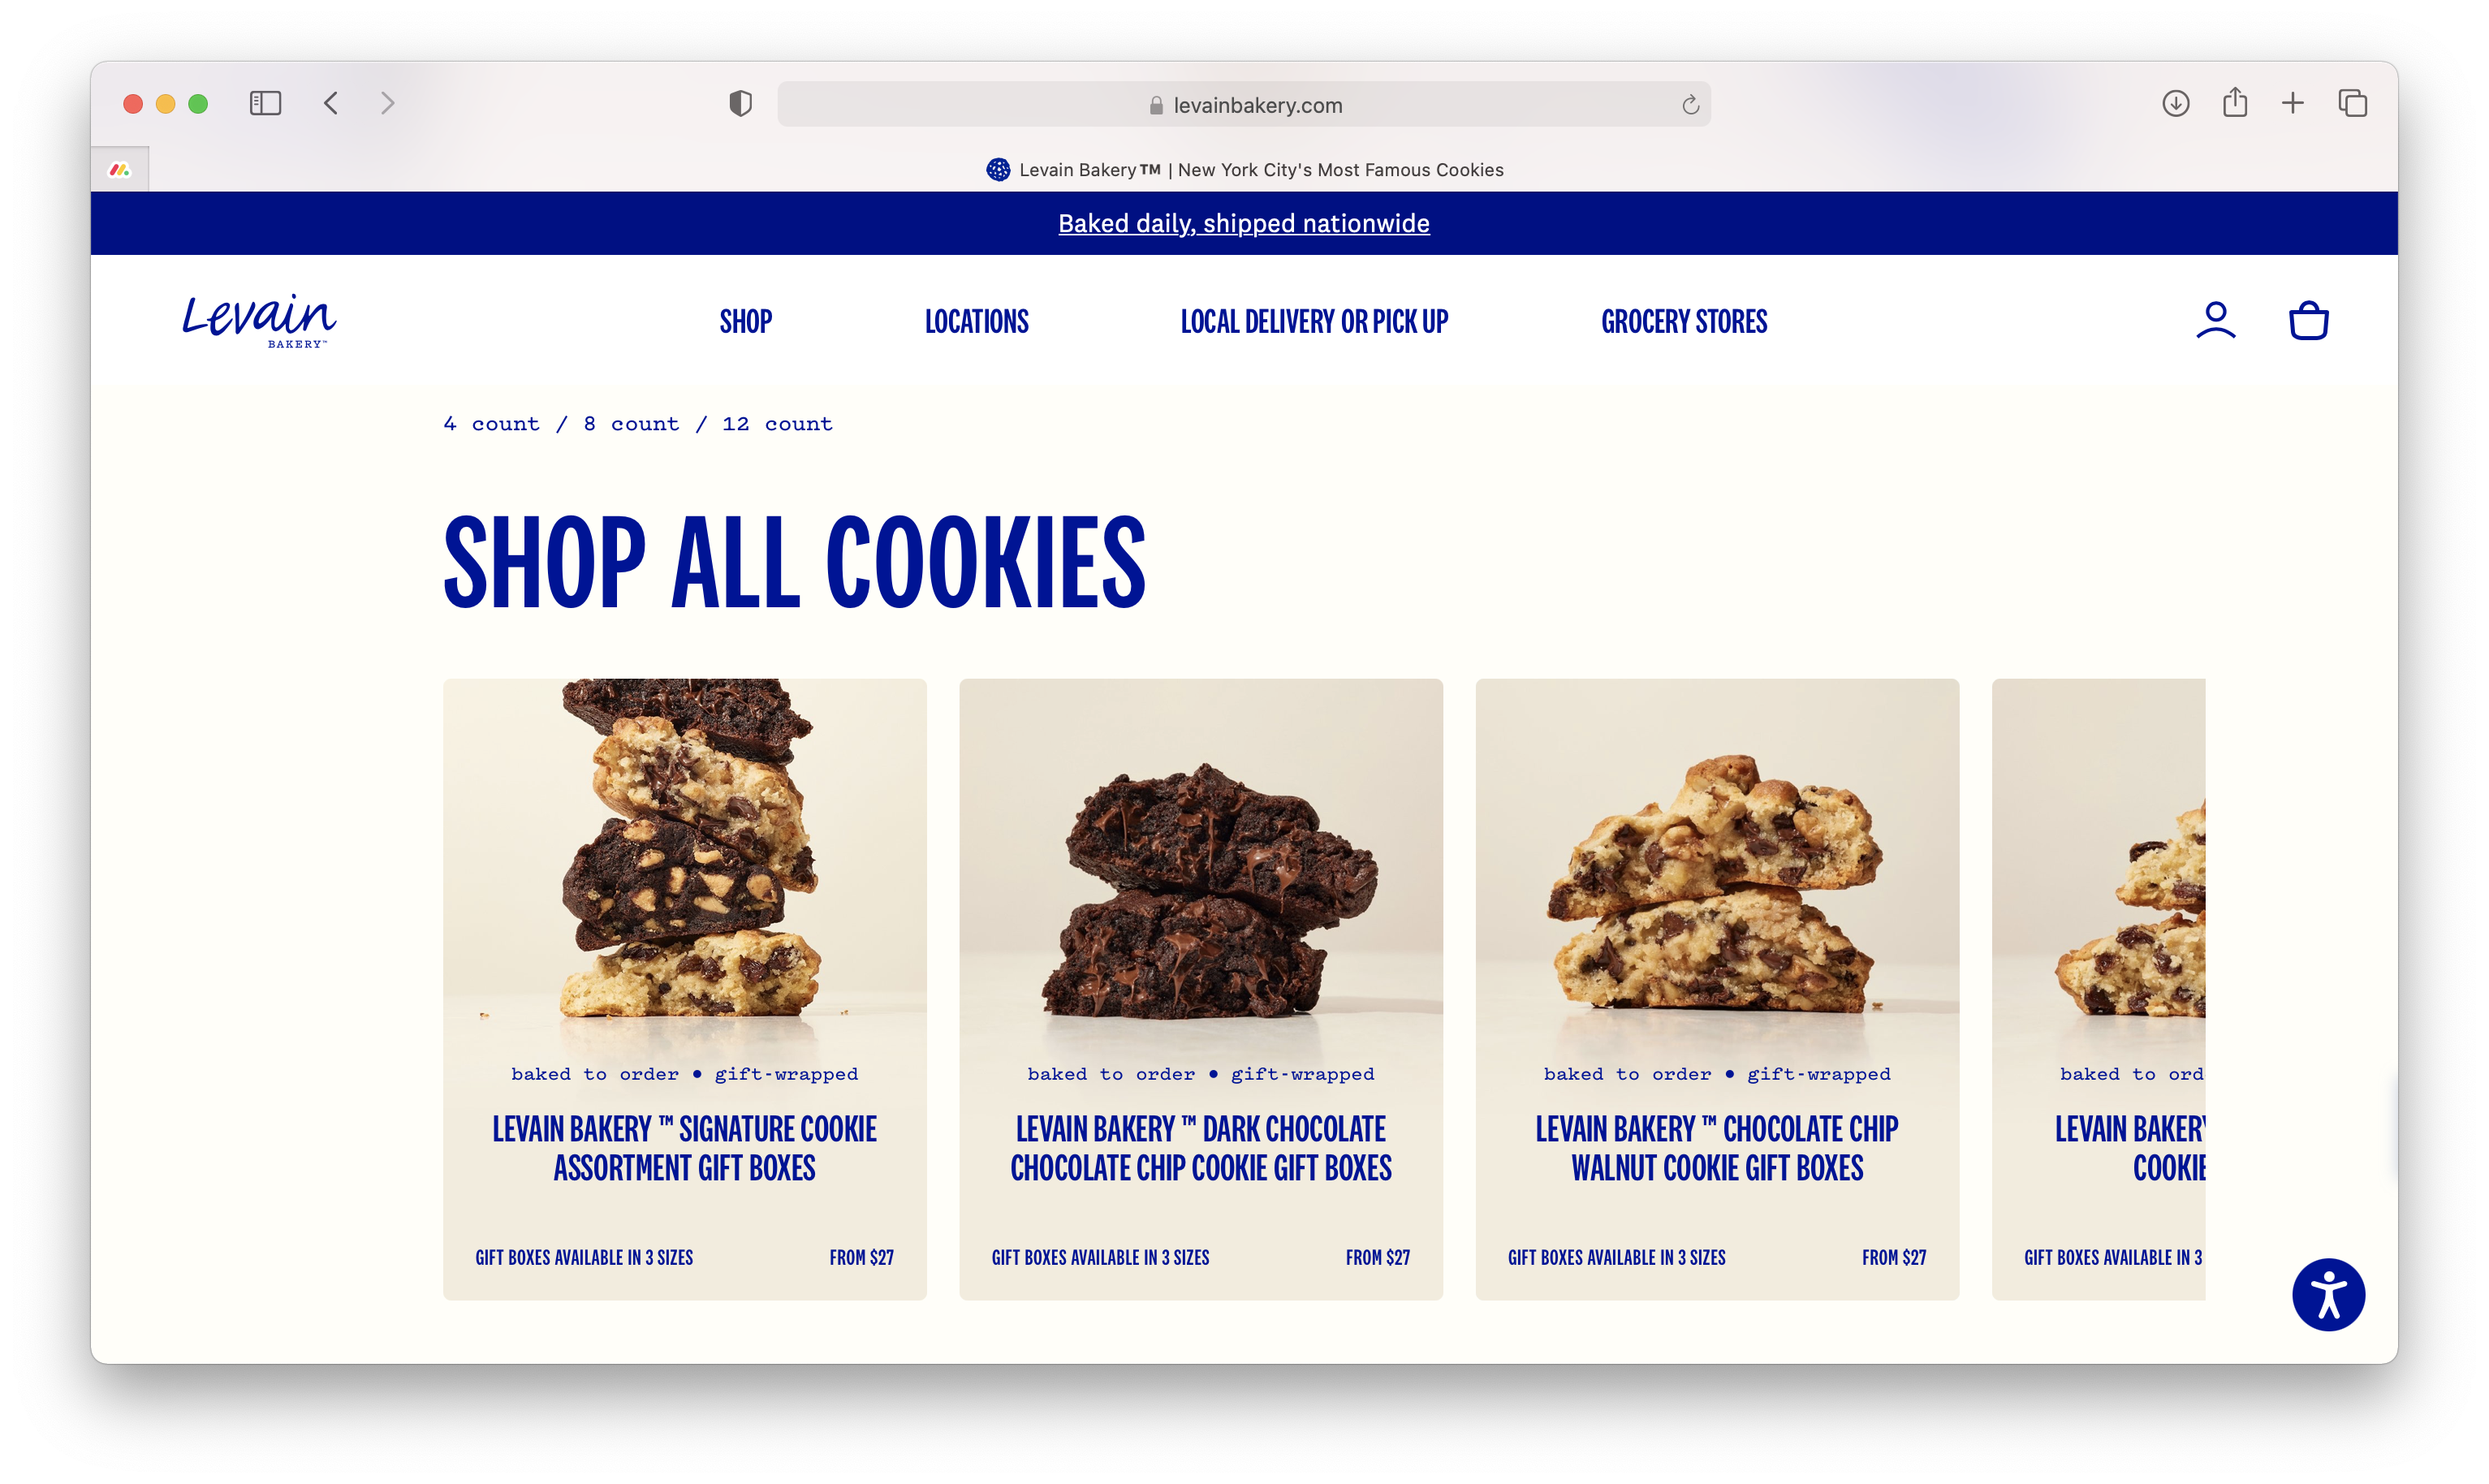 levainbakery.com
Levain Bakery™ | New York City's Most Famous Cookies
Baked daily, shipped nationwide
Levain
BAKERY™
SHOP
LOCATIONS
LOCAL DELIVERY OR PICK UP
GROCERY STORES
4 count / 8 count / 12 count
SHOP ALL COOKIES
baked to order • gift-wrapped
LEVAIN BAKERY ™ SIGNATURE COOKIE
ASSORTMENT GIFT BOXES
GIFT BOXES AVAILABLE IN 3 SIZES
FROM $27
baked to order • gift-wrapped
LEVAIN BAKERY ™ DARK CHOCOLATE
CHOCOLATE CHIP COOKIE GIFT BOXES
GIFT BOXES AVAILABLE IN 3 SIZES
FROM $27
baked to order • gift-wrapped
LEVAIN BAKERY ™ CHOCOLATE CHIP
WALNUT COOKIE GIFT BOXES
GIFT BOXES AVAILABLE IN 3 SIZES
FROM $27
baked to ord
LEVAIN BAKERY
COOKIE
GIFT BOXES AVAILABLE IN 3